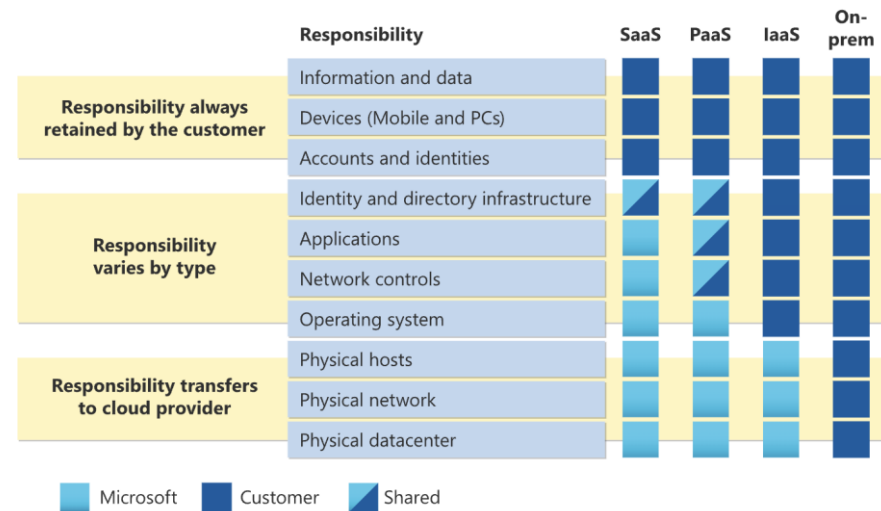 Responsibility SaaS PaaS IaaS On-
prem
Responsibility always
retained by the customer
Information and data
Devices (Mobile and PCs)
Accounts and identities
Responsibility
varies by type
Identity and directory infrastructure
Applications
Network controls
Operating system
Responsibility transfers
to cloud provider
Physical hosts
Physical network
Physical datacenter
Microsoft Customer Shared